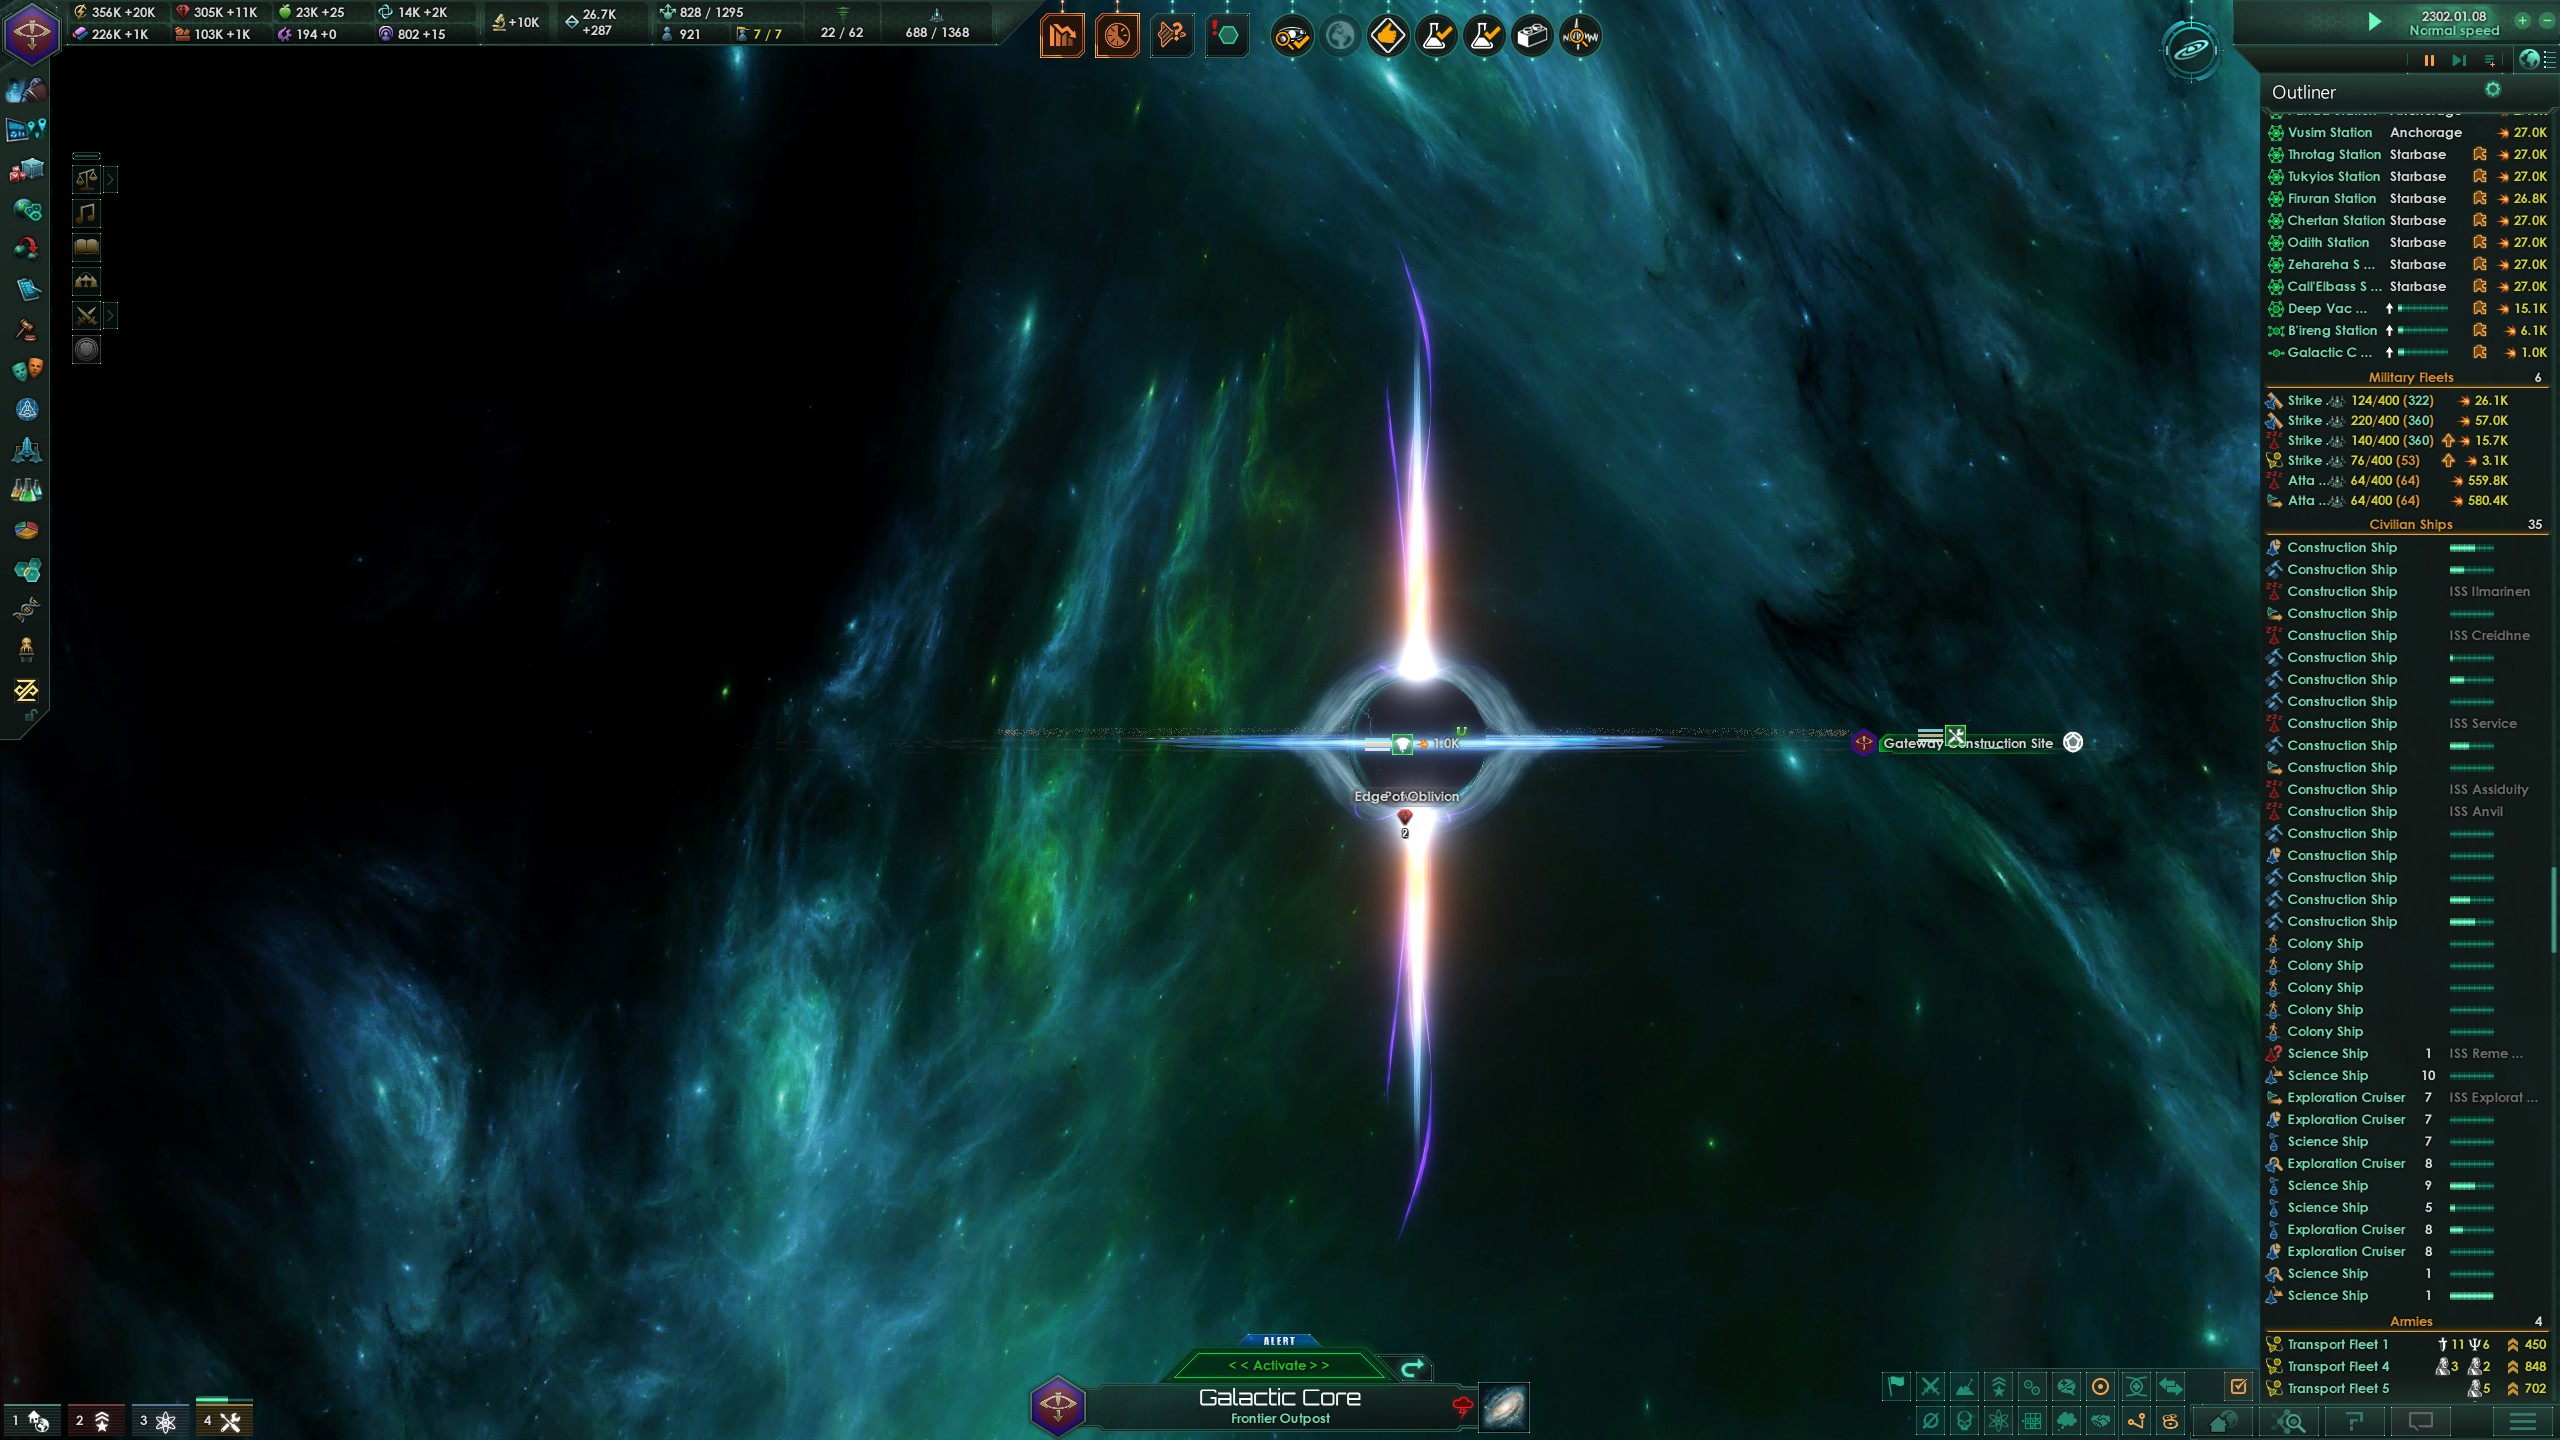 356K +20K 305K +11K 23K +25 14K +2K
226K +1K 103K +1K 194 +0 802 +15
+10K
26.7K
+287
828 / 1295
921 7 / 7
22 / 62
688 / 1368
2302.01.08
Normal speed
Outliner
Vusim Station Anchorage 27.0K
Throtag Station Starbase 27.0K
Tukyios Station Starbase 27.0K
Firuran Station Starbase 26.8K
Chertan Station Starbase 27.0K
Odith Station Starbase 27.0K
Zehareha S ... Starbase 27.0K
Call'Elbass S ... Starbase 27.0K
Deep Vac ... 15.1K
B'ireng Station 6.1K
Galactic C ... 1.0K
Military Fleets 6
Strike . 124/400 (322) 26.1K
Strike . 220/400 (360) 57.0K
Strike . 140/400 (360) 15.7K
Strike . 76/400 (53) 3.1K
Atta ... 64/400 (64) 559.8K
Atta ... 64/400 (64) 580.4K
Civilian Ships 35
Construction Ship
Construction Ship
Construction Ship ISS Ilmarinen
Construction Ship
Construction Ship ISS Creidhne
Construction Ship
Construction Ship
Construction Ship
Construction Ship ISS Service
Construction Ship
Construction Ship
Construction Ship ISS Assiduity
Construction Ship ISS Anvil
Construction Ship
Construction Ship
Construction Ship
Construction Ship
Construction Ship
Colony Ship
Colony Ship
Colony Ship
Colony Ship
Colony Ship
Science Ship 1 ISS Reme ...
Science Ship 10
Exploration Cruiser 7 ISS Explorat ...
Exploration Cruiser 7
Science Ship 7
Exploration Cruiser 8
Science Ship 9
Science Ship 5
Exploration Cruiser 8
Exploration Cruiser 8
Science Ship 1
Science Ship 1
Armies 4
Transport Fleet 1 11 6 450
Transport Fleet 4 3 2 848
Transport Fleet 5 5 702
1.0K
Gateway Construction Site
Edge of Oblivion
2
ALERT
< < Activate > >
Galactic Core
Frontier Outpost
1 2 3 4